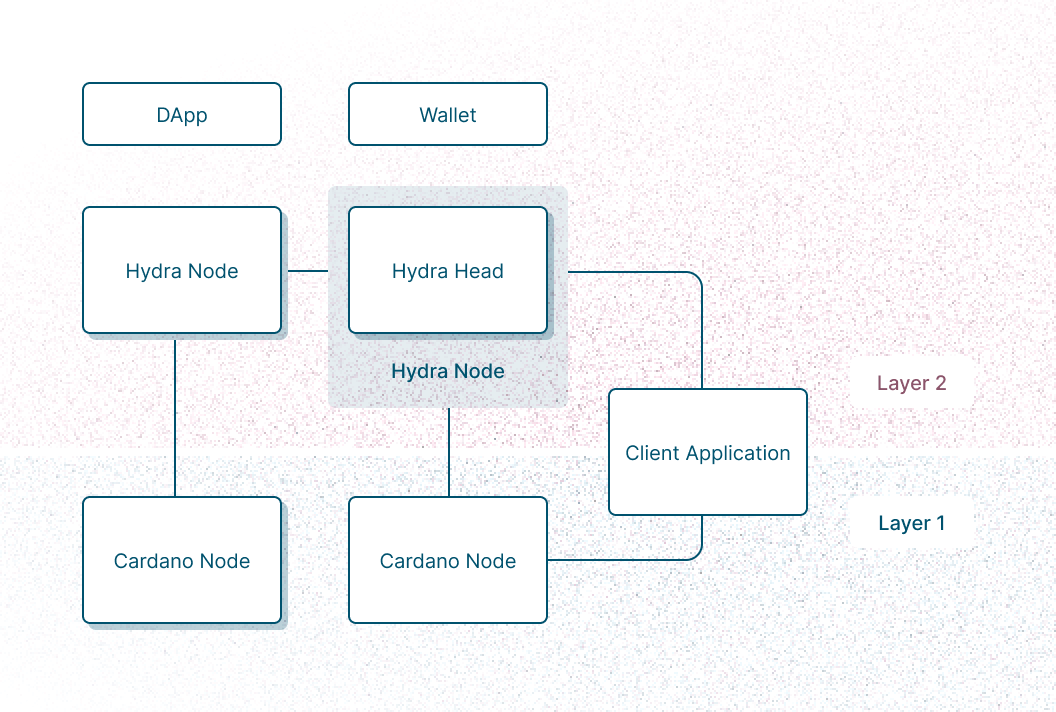 DApp
Wallet
Hydra Node
Hydra Head
Hydra Node
Layer 2
Client Application
Layer 1
Cardano Node
Cardano Node